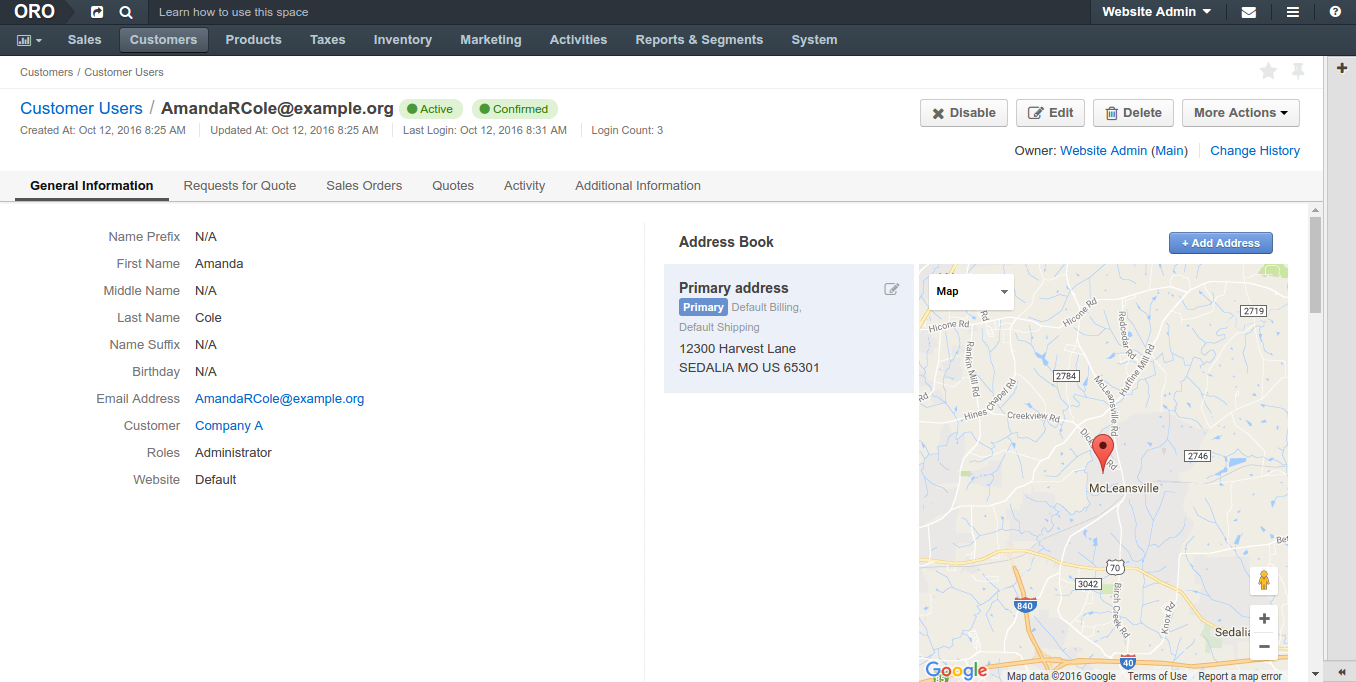 ORO Learn how to use this space Website Admin
Sales Customers Products Taxes Inventory Marketing Activities Reports & Segments System
Customers / Customer Users
Customer Users / AmandaRCole@example.org Active Confirmed Disable Edit Delete More Actions
Created At: Oct 12, 2016 8:25 AM Updated At: Oct 12, 2016 8:25 AM Last Login: Oct 12, 2016 8:31 AM Login Count: 3
Owner: Website Admin (Main) Change History
General Information Requests for Quote Sales Orders Quotes Activity Additional Information
Name Prefix N/A
First Name Amanda
Middle Name N/A
Last Name Cole
Name Suffix N/A
Birthday N/A
Email Address AmandaRCole@example.org
Customer Company A
Roles Administrator
Website Default
Address Book + Add Address
Primary address
Primary Default Billing,
Default Shipping
12300 Harvest Lane
SEDALIA MO US 65301
Map
Rd
Hicone Rd
Hicone Rd
2719
Redcedar Rd
Rankin Mill Rd
Huffine Mill Rd
2784
McLeansville Rd
Rd
Hines Chapel Rd
Creekview Rd
2746
McLeansville
70
3042
840
Birch Creek Rd
Knox Rd
Sedalia
40
Google
Map data ©2016 Google Terms of Use Report a map error